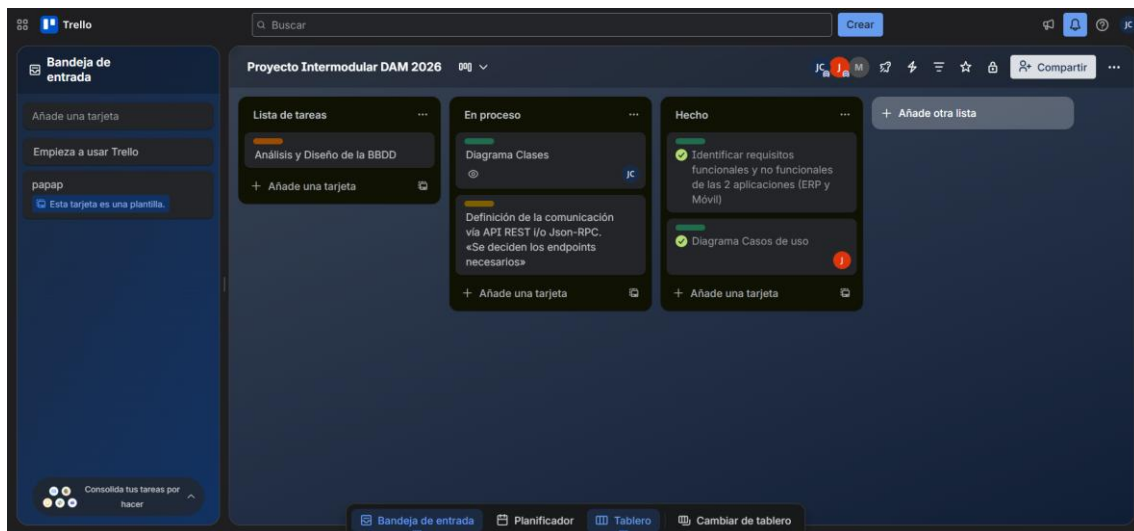 Trello
Buscar
Crear
JC
Bandeja de
entrada
Añade una tarjeta
Empieza a usar Trello
papap
Esta tarjeta es una plantilla.
Consolida tus tareas por
hacer
Proyecto Intermodular DAM 2026
JC
J
M
Compartir
Lista de tareas
Análisis y Diseño de la BBDD
+ Añade una tarjeta
En proceso
Diagrama Clases
JC
Definición de la comunicación
vía API REST i/o Json-RPC.
«Se deciden los endpoints
necesarios»
+ Añade una tarjeta
Hecho
Identificar requisitos
funcionales y no funcionales
de las 2 aplicaciones (ERP y
Móvil)
Diagrama Casos de uso
J
+ Añade una tarjeta
+ Añade otra lista
Bandeja de entrada
Planificador
Tablero
Cambiar de tablero